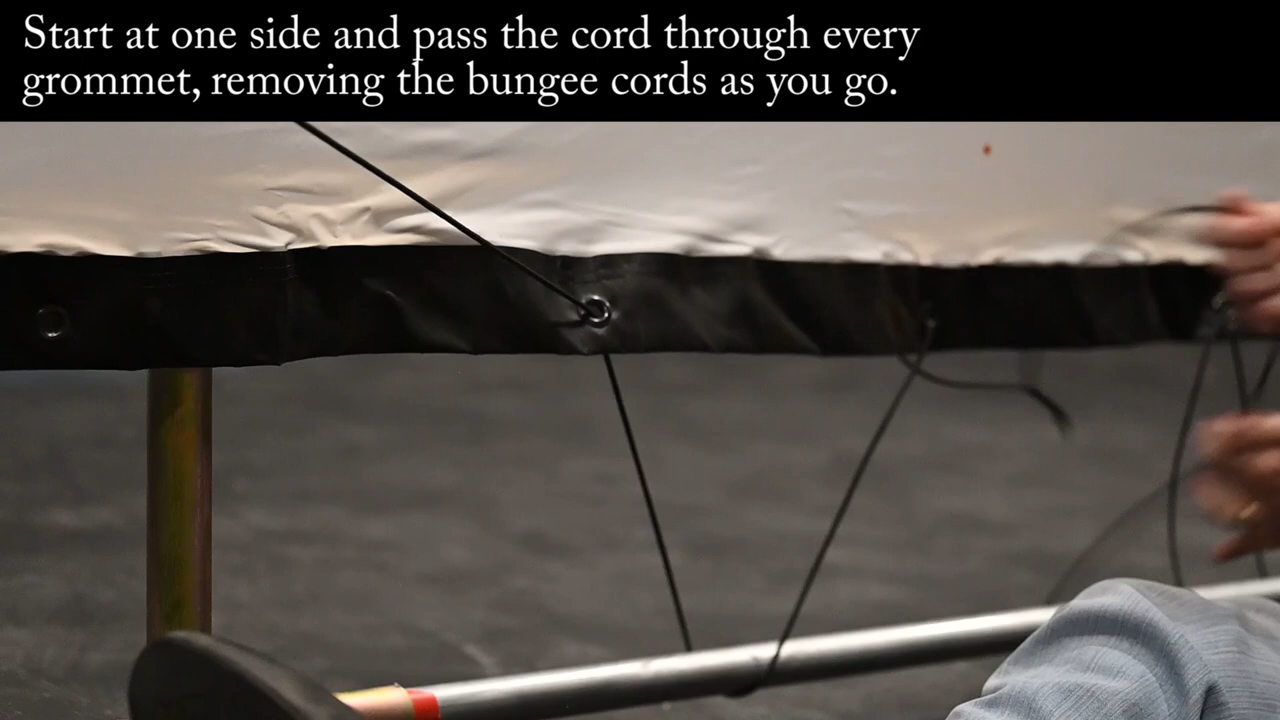 Start at one side and pass the cord through every
grommet, removing the bungee cords as you go.